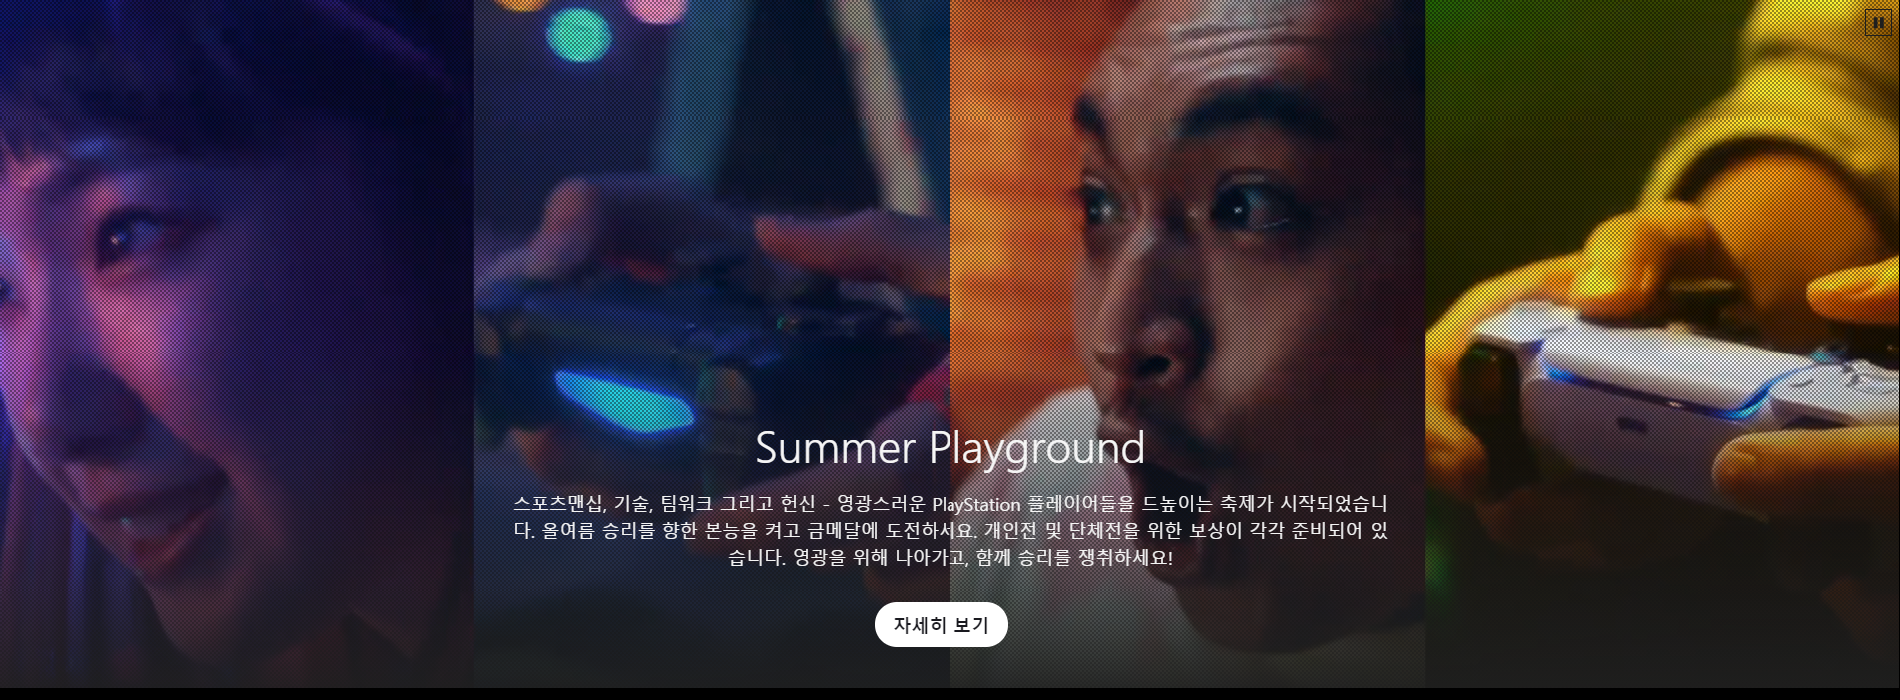 Summer Playground
스포츠맨십, 기술, 팀워크 그리고 헌신 - 영광스러운 PlayStation 플레이어들을 드높이는 축제가 시작되었습니
다. 올여름 승리를 향한 본능을 켜고 금메달에 도전하세요. 개인전 및 단체전을 위한 보상이 각각 준비되어 있
습니다. 영광을 위해 나아가고, 함께 승리를 쟁취하세요!
자세히 보기